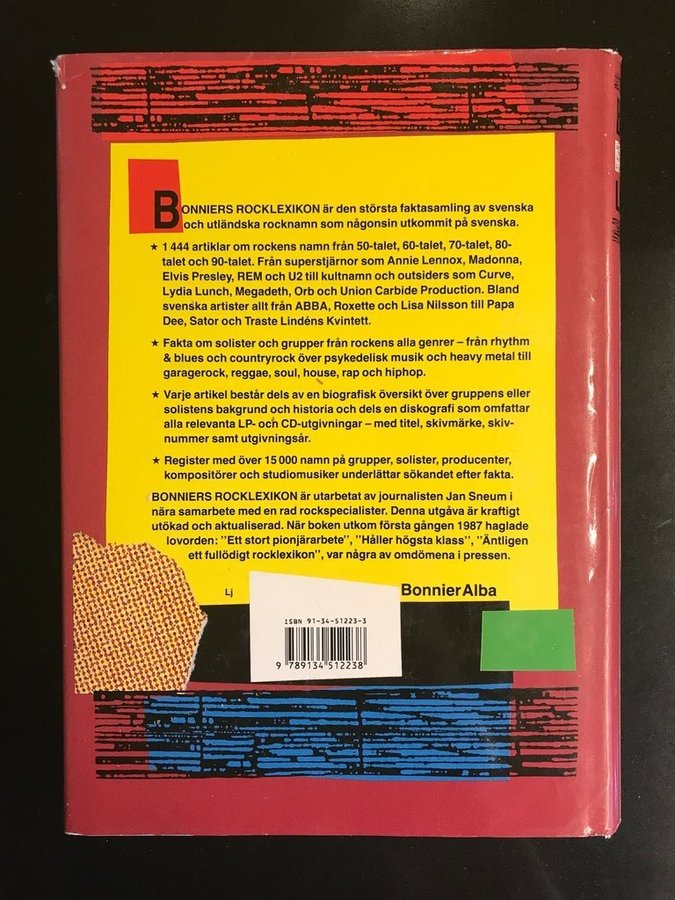 BONNIERS ROCKLEXIKON är den största faktasamling av svenska
och utländska rocknamn som någonsin utkommit på svenska.
★ 1 444 artiklar om rockens namn från 50-talet, 60-talet, 70-talet, 80-
talet och 90-talet. Från superstjärnor som Annie Lennox, Madonna,
Elvis Presley, REM och U2 till kultnamn och outsiders som Curve,
Lydia Lunch, Megadeth, Orb och Union Carbide Production. Bland
svenska artister allt från ABBA, Roxette och Lisa Nilsson till Papa
Dee, Sator och Traste Lindéns Kvintett.
★ Fakta om solister och grupper från rockens alla genrer – från rhythm
& blues och countryrock över psykedelisk musik och heavy metal till
garagerock, reggae, soul, house, rap och hiphop.
★ Varje artikel består dels av en biografisk översikt över gruppens eller
solistens bakgrund och historia och dels en diskografi som omfattar
alla relevanta LP- och CD-utgivningar – med titel, skivmärke, skiv-
nummer samt utgivningsår.
★ Register med över 15 000 namn på grupper, solister, producenter,
kompositörer och studiomusiker underlättar sökandet efter fakta.
BONNIERS ROCKLEXIKON är utarbetat av journalisten Jan Sneum i
nära samarbete med en rad rockspecialister. Denna utgåva är kraftigt
utökad och aktualiserad. När boken utkom första gången 1987 haglade
lovorden: "Ett stort pionjärarbete", "Håller högsta klass", "Äntligen
ett fullödigt rocklexikon", var några av omdömena i pressen.
Lj
BonnierAlba
ISBN 91-34-51223-3
9 789134 512238